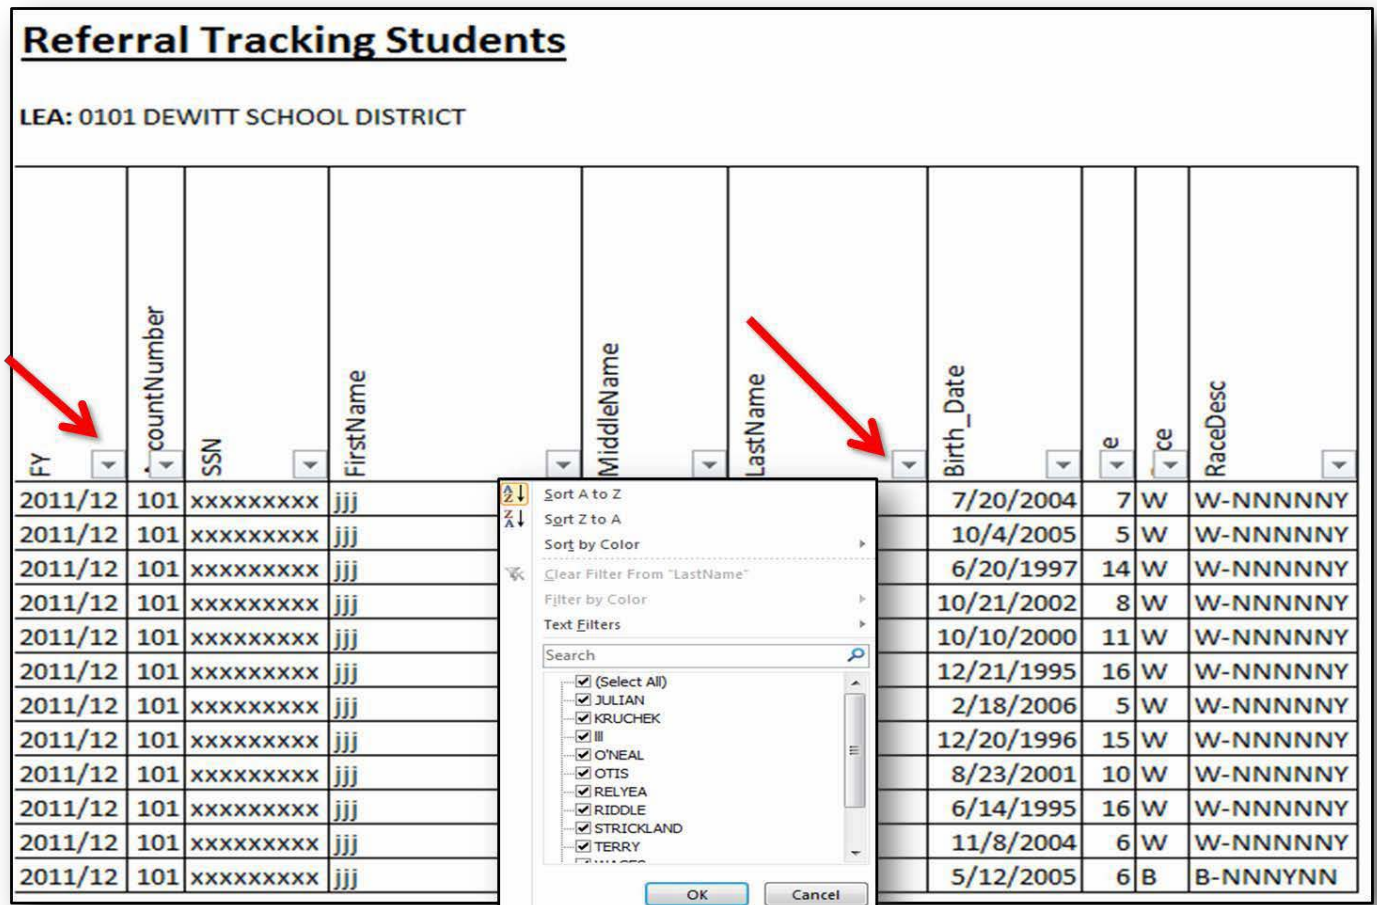 Referral Tracking Students
LEA: 0101 DEWITT SCHOOL DISTRICT
FY
countNumber
SSN
FirstName
MiddleName
LastName
Birth_Date
e
ce
RaceDesc
2011/12 101 xxxxxxxxx jjj 7/20/2004 7 W W-NNNNNY
2011/12 101 xxxxxxxxx jjj 10/4/2005 5 W W-NNNNNY
2011/12 101 xxxxxxxxx jjj 6/20/1997 14 W W-NNNNNY
2011/12 101 xxxxxxxxx jjj 10/21/2002 8 W W-NNNNNY
2011/12 101 xxxxxxxxx jjj 10/10/2000 11 W W-NNNNNY
2011/12 101 xxxxxxxxx jjj 12/21/1995 16 W W-NNNNNY
2011/12 101 xxxxxxxxx jjj 2/18/2006 5 W W-NNNNNY
2011/12 101 xxxxxxxxx jjj 12/20/1996 15 W W-NNNNNY
2011/12 101 xxxxxxxxx jjj 8/23/2001 10 W W-NNNNNY
2011/12 101 xxxxxxxxx jjj 6/14/1995 16 W W-NNNNNY
2011/12 101 xxxxxxxxx jjj 11/8/2004 6 W W-NNNNNY
2011/12 101 xxxxxxxxx jjj 5/12/2005 6 B B-NNNYNN
Sort A to Z
Sort Z to A
Sort by Color
Clear Filter From "LastName"
Filter by Color
Text Filters
Search
(Select All)
JULIAN
KRUCHEK
lll
O'NEAL
OTIS
RELYEA
RIDDLE
STRICKLAND
TERRY
OK Cancel